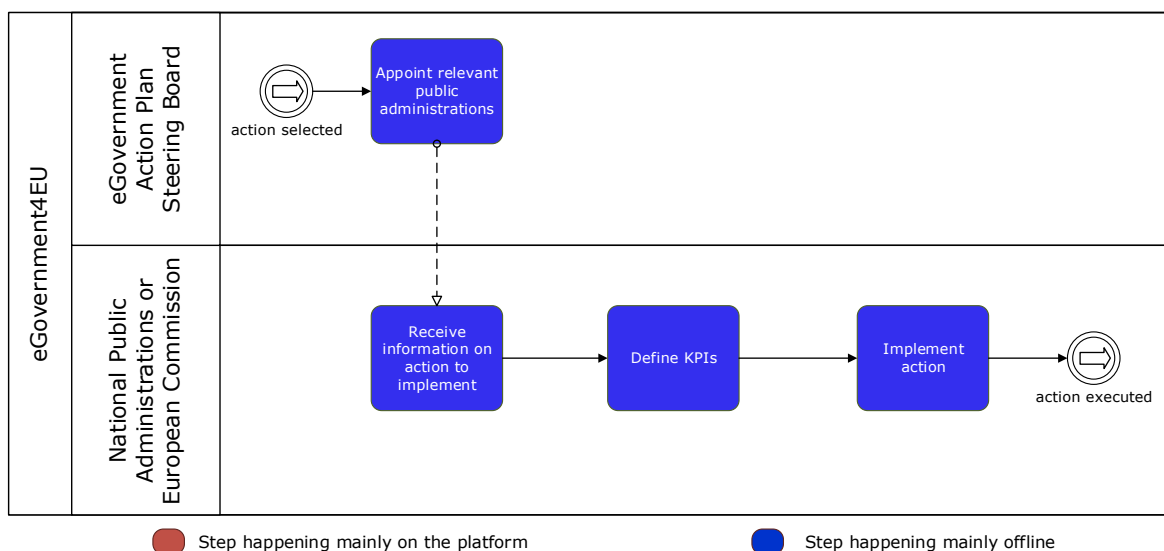 eGovernment4EU
eGovernment
Action Plan
Steering Board
action selected
Appoint relevant
public
administrations
National Public
Administrations or
European Commission
Receive
information on
action to
implement
Define KPIs
Implement
action
action executed
Step happening mainly on the platform
Step happening mainly offline